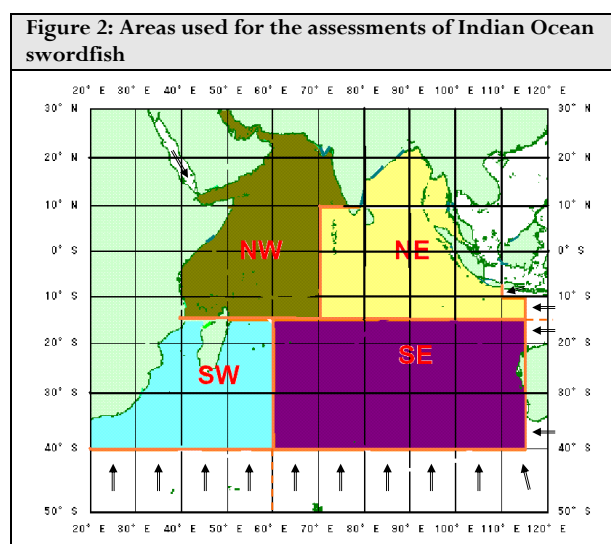 Figure 2: Areas used for the assessments of Indian Ocean
swordfish
20° E 30° E 40° E 50° E 60° E 70° E 80° E 90° E 100° E 110° E 120° E
30° N 30° N
20° N 20° N
10° N 10° N
NW NE
0° S 0° S
10° S 10° S
20° S 20° S
SW SE
30° S 30° S
40° S 40° S
50° S 50° S
20° E 30° E 40° E 50° E 60° E 70° E 80° E 90° E 100° E 110° E 120° E